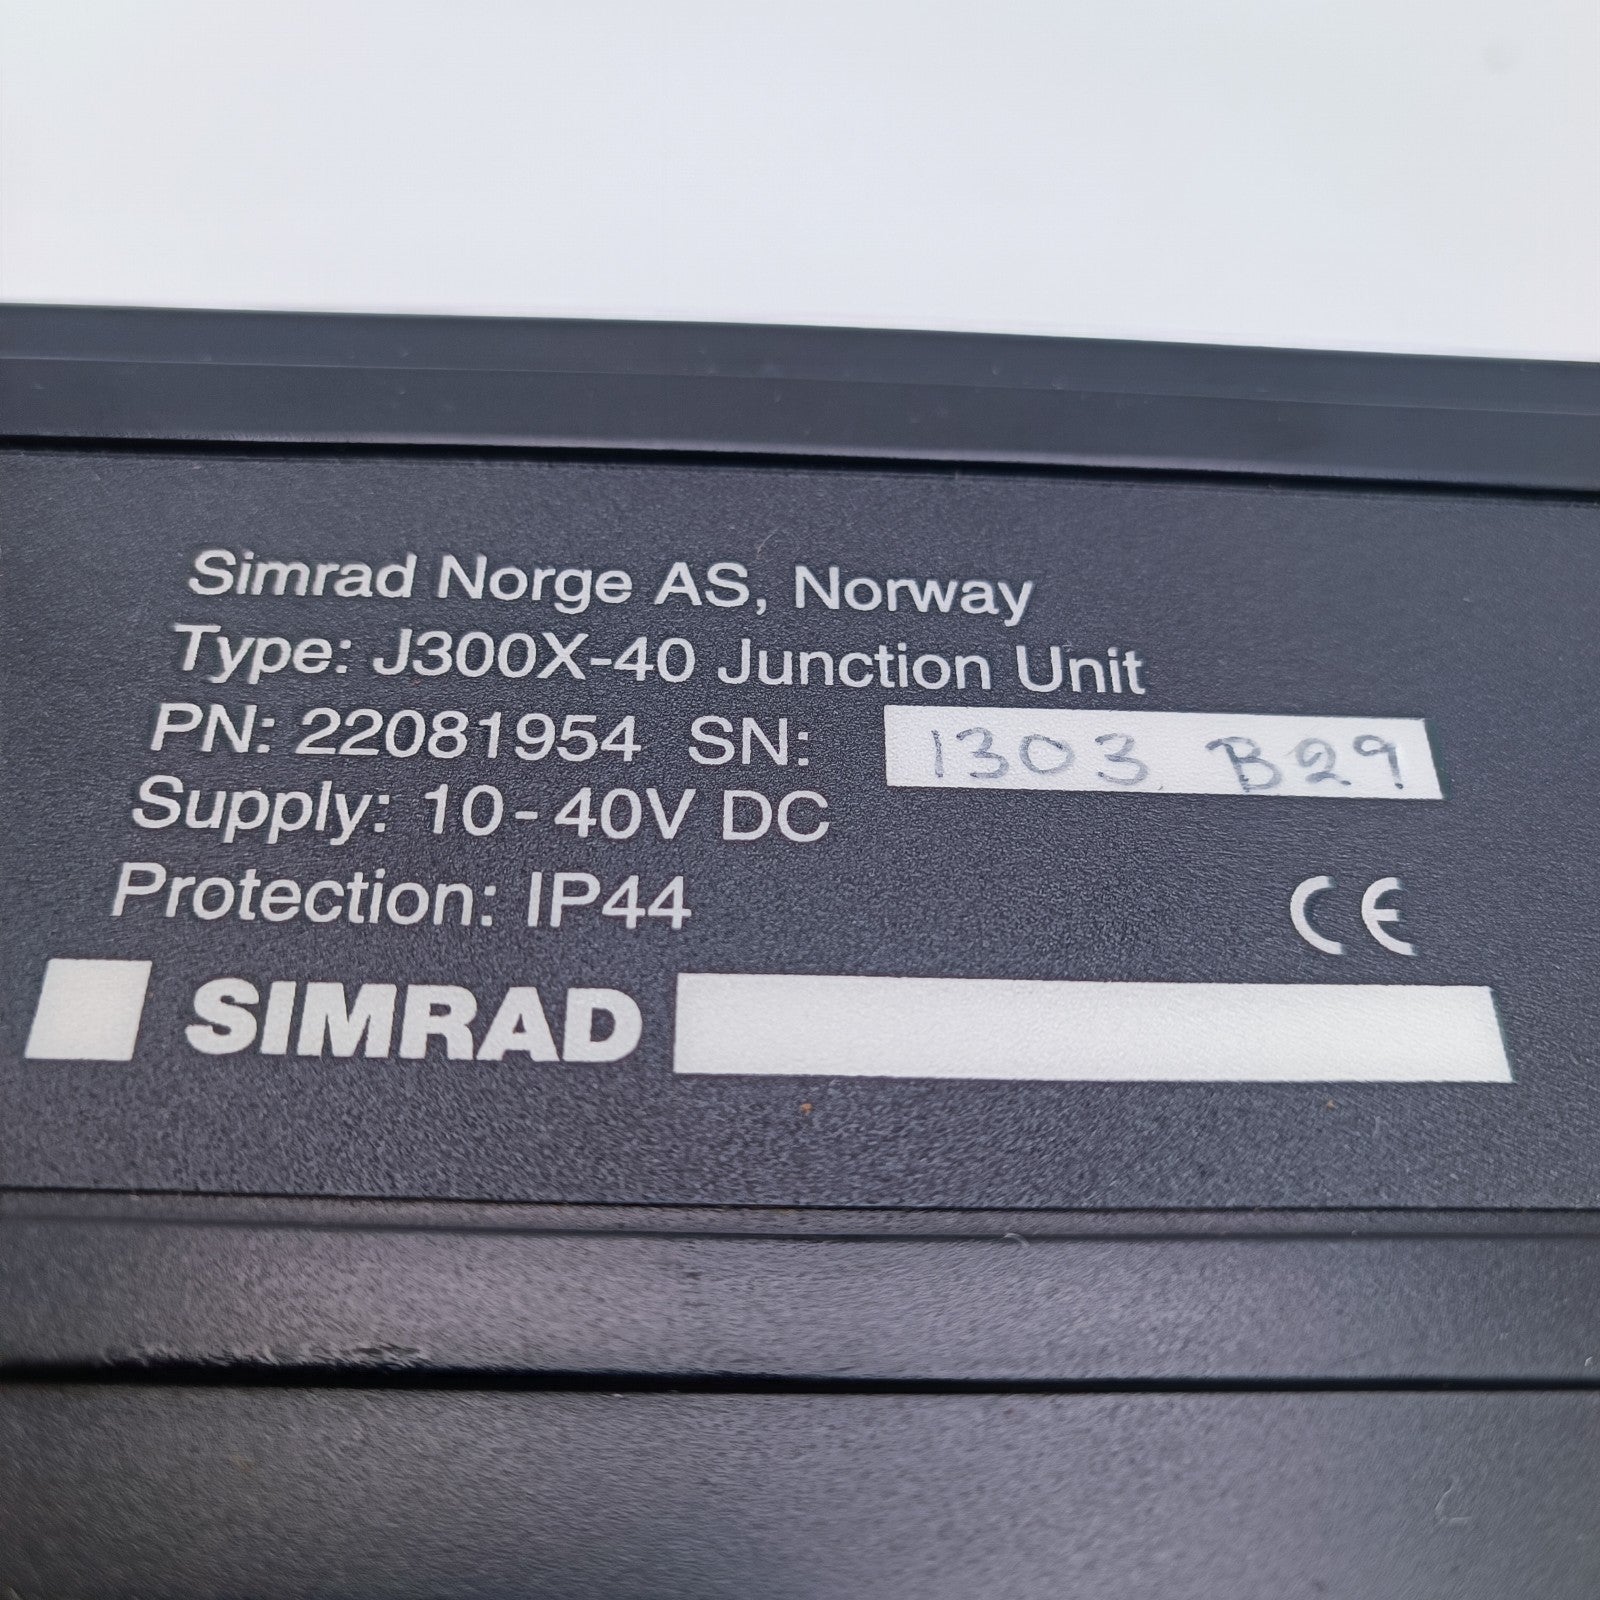 Simrad Norge AS, Norway
Type: J300X-40 Junction Unit
PN: 22081954 SN: 1303 B29
Supply: 10-40V DC
Protection: IP44
CE
SIMRAD